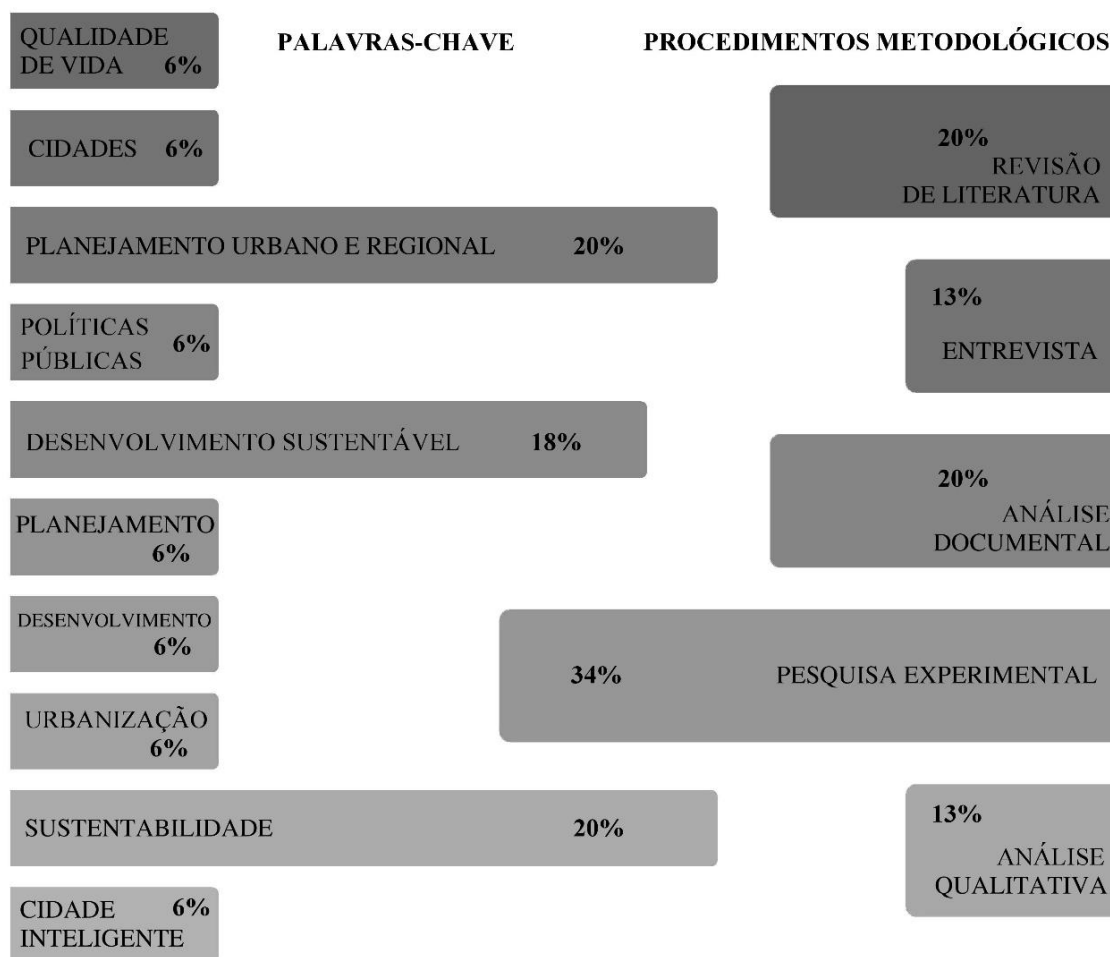 PALAVRAS-CHAVE
QUALIDADE
DE VIDA 6%
CIDADES 6%
PLANEJAMENTO URBANO E REGIONAL 20%
POLÍTICAS
PÚBLICAS 6%
DESENVOLVIMENTO SUSTENTÁVEL 18%
PLANEJAMENTO
6%
DESENVOLVIMENTO
6%
URBANIZAÇÃO
6%
SUSTENTABILIDADE 20%
CIDADE 6%
INTELIGENTE
PROCEDIMENTOS METODOLÓGICOS
20%
REVISÃO
DE LITERATURA
13%
ENTREVISTA
20%
ANÁLISE
DOCUMENTAL
34% PESQUISA EXPERIMENTAL
13%
ANÁLISE
QUALITATIVA